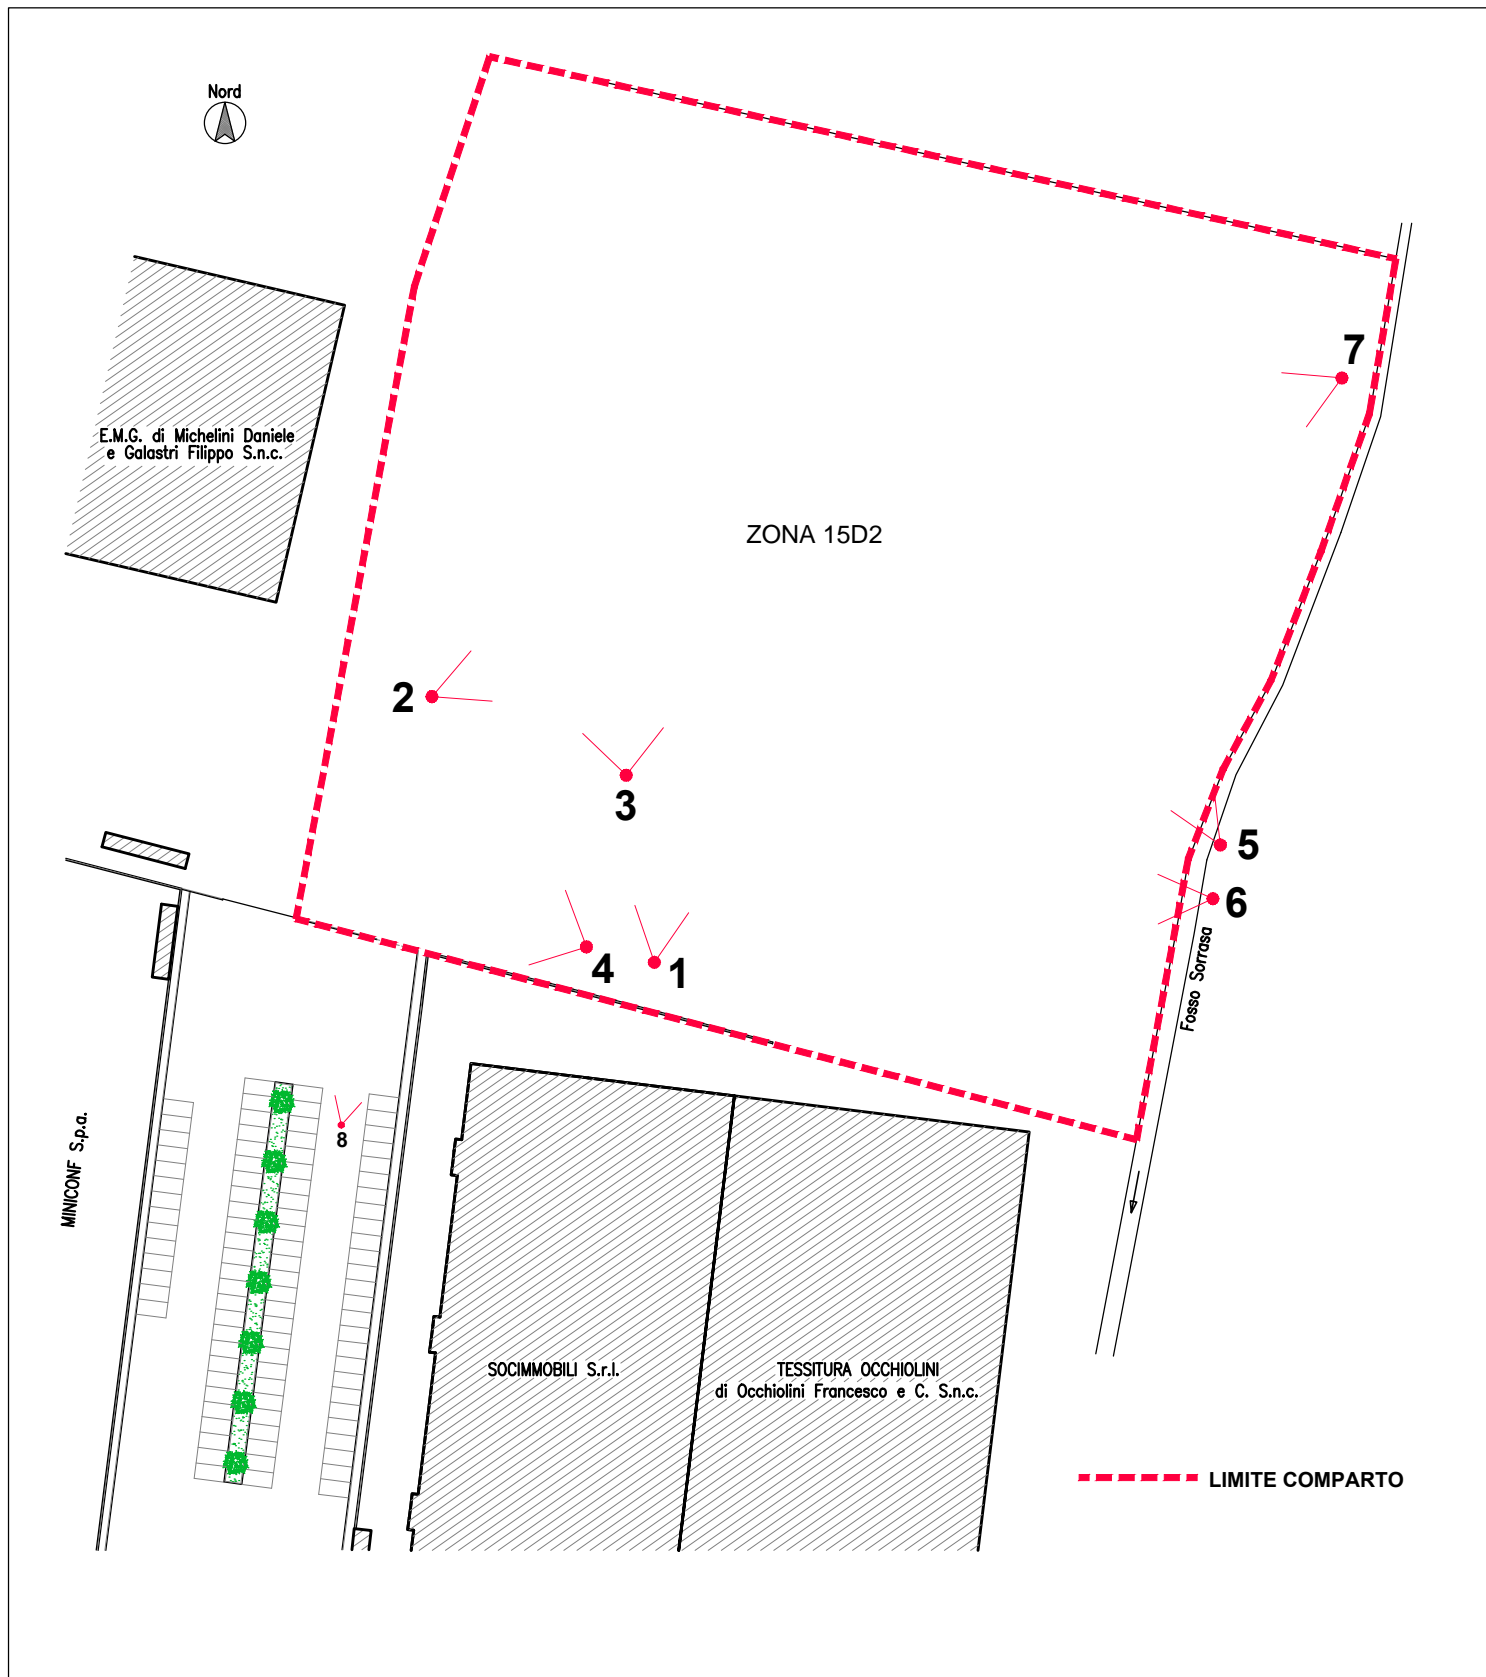 Nord
7
E.M.G. di Michelini Daniele
e Galastri Filippo S.n.c.
ZONA 15D2
2
3
5
6
4
1
Fosso Sorrasa
8
MINICONF S.p.a.
SOCIMMOBILI S.r.l.
TESSITURA OCCHIOLINI
di Occhiolini Francesco e C. S.n.c.
LIMITE COMPARTO